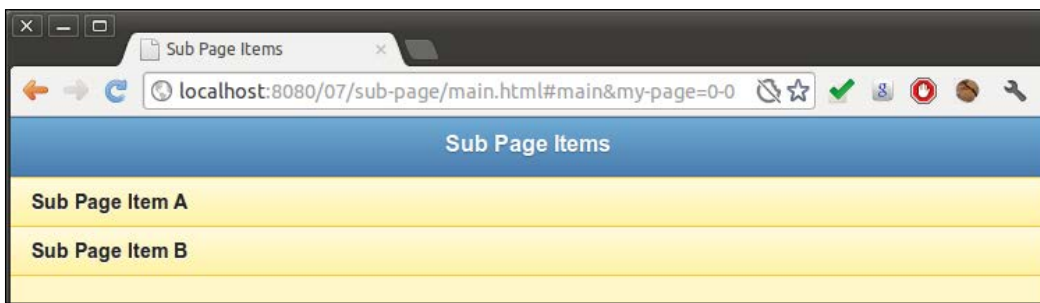 Sub Page Items
localhost:8080/07/sub-page/main.html#main&my-page=0-0
Sub Page Items
Sub Page Item A
Sub Page Item B